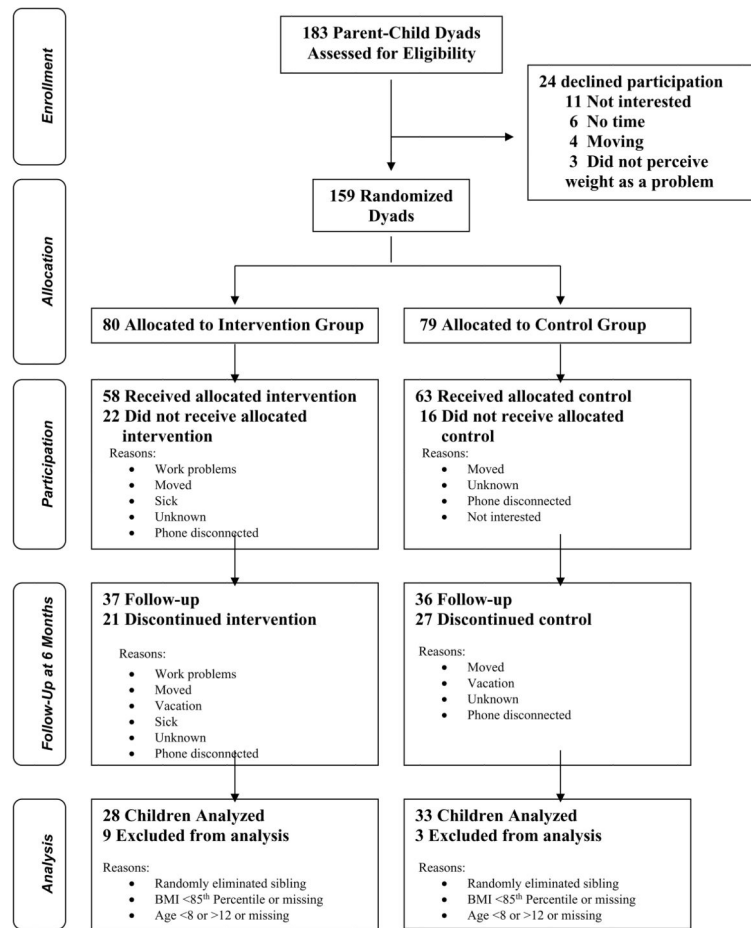 Enrollment
183 Parent-Child Dyads
Assessed for Eligibility
24 declined participation
11 Not interested
6 No time
4 Moving
3 Did not perceive
weight as a problem
Allocation
159 Randomized
Dyads
80 Allocated to Intervention Group
79 Allocated to Control Group
Participation
58 Received allocated intervention
22 Did not receive allocated
intervention
Reasons:
• Work problems
• Moved
• Sick
• Unknown
• Phone disconnected
63 Received allocated control
16 Did not receive allocated
control
Reasons:
• Moved
• Unknown
• Phone disconnected
• Not interested
Follow-Up at 6 Months
37 Follow-up
21 Discontinued intervention
Reasons:
• Work problems
• Moved
• Vacation
• Sick
• Unknown
• Phone disconnected
36 Follow-up
27 Discontinued control
Reasons:
• Moved
• Vacation
• Unknown
• Phone disconnected
Analysis
28 Children Analyzed
9 Excluded from analysis
Reasons:
• Randomly eliminated sibling
• BMI <85th Percentile or missing
• Age <8 or >12 or missing
33 Children Analyzed
3 Excluded from analysis
Reasons:
• Randomly eliminated sibling
• BMI <85th Percentile or missing
• Age <8 or >12 or missing